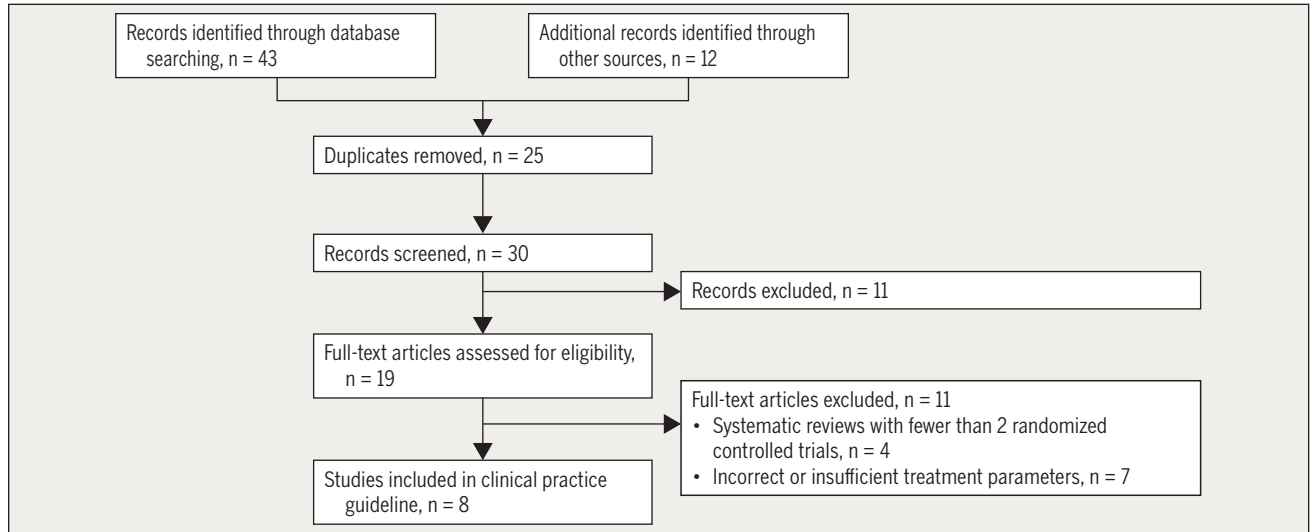 Records identified through database
searching, n = 43
Additional records identified through
other sources, n = 12
Duplicates removed, n = 25
Records screened, n = 30
Records excluded, n = 11
Full-text articles assessed for eligibility,
n = 19
Full-text articles excluded, n = 11
• Systematic reviews with fewer than 2 randomized
controlled trials, n = 4
• Incorrect or insufficient treatment parameters, n = 7
Studies included in clinical practice
guideline, n = 8